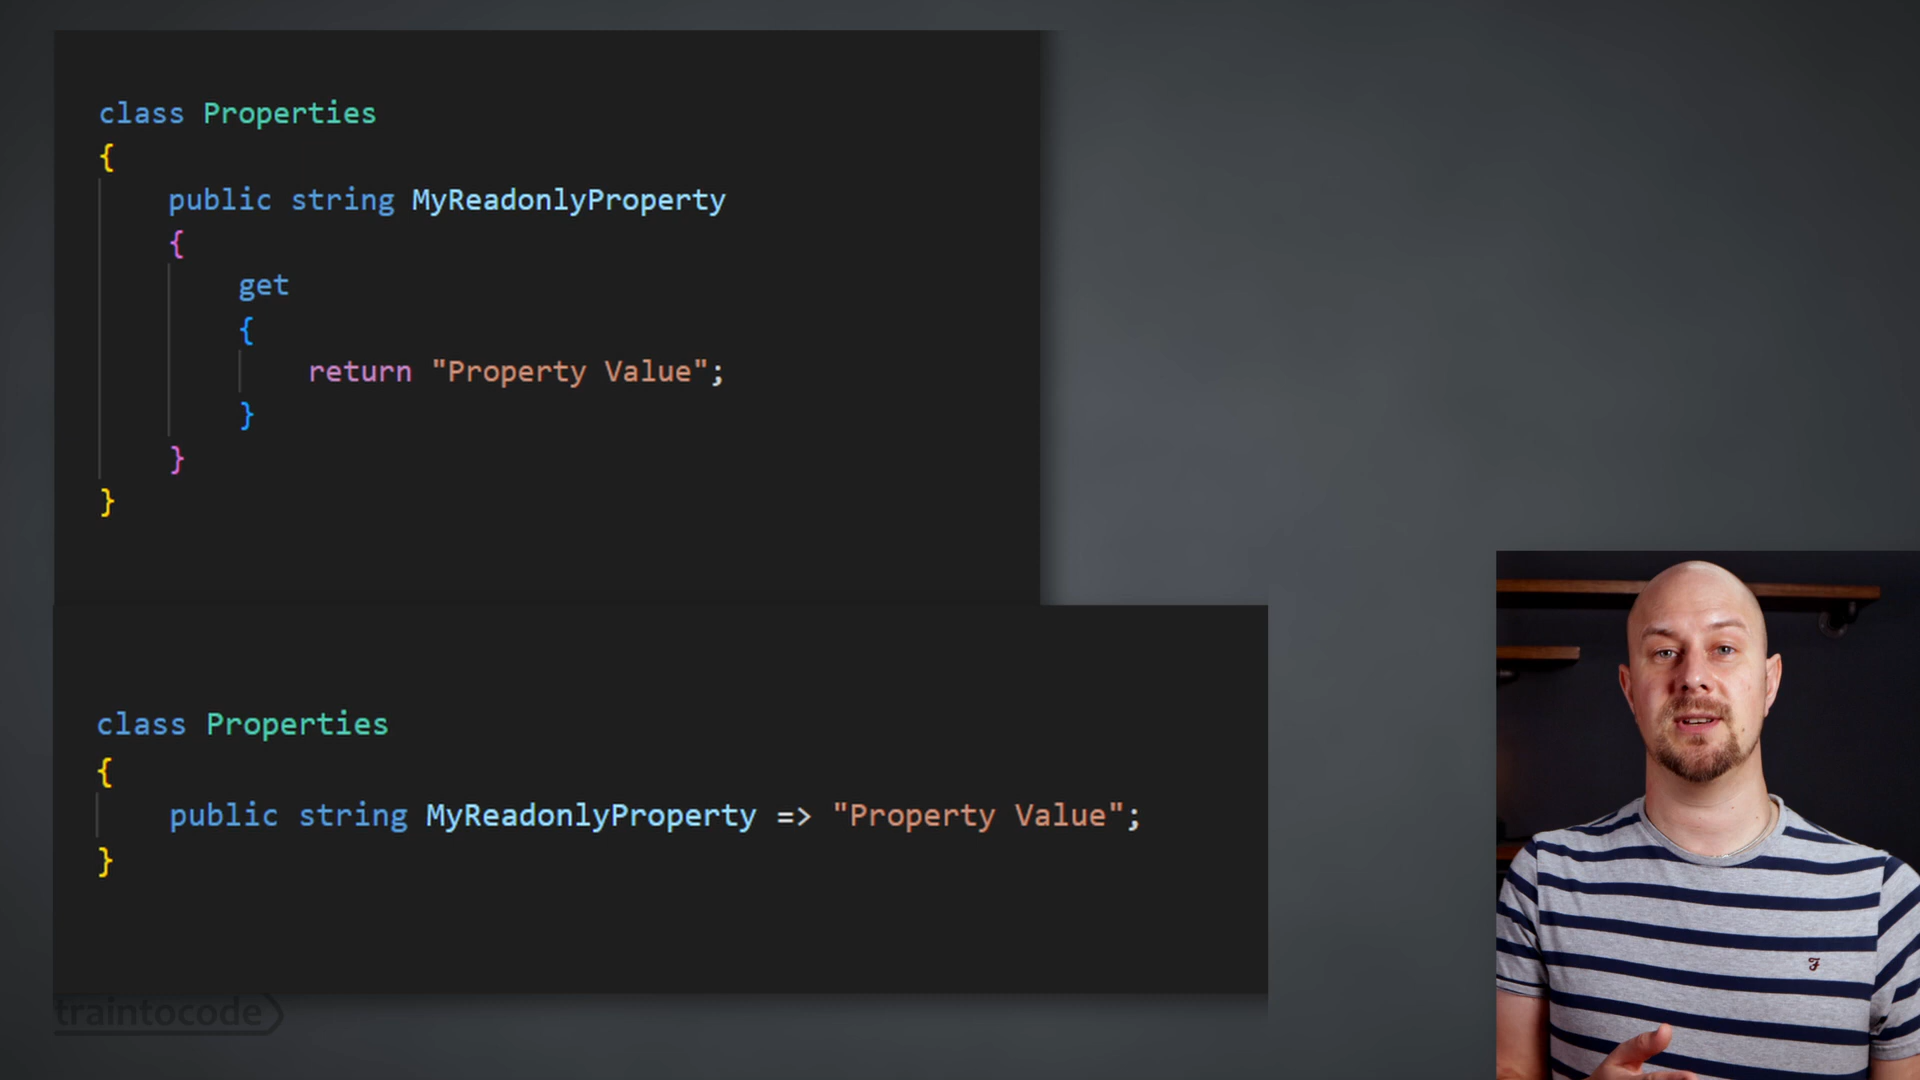 class Properties
{
public string MyReadonlyProperty
{
get
{
return "Property Value";
}
}
}
class Properties
{
public string MyReadonlyProperty => "Property Value";
}
traintocode